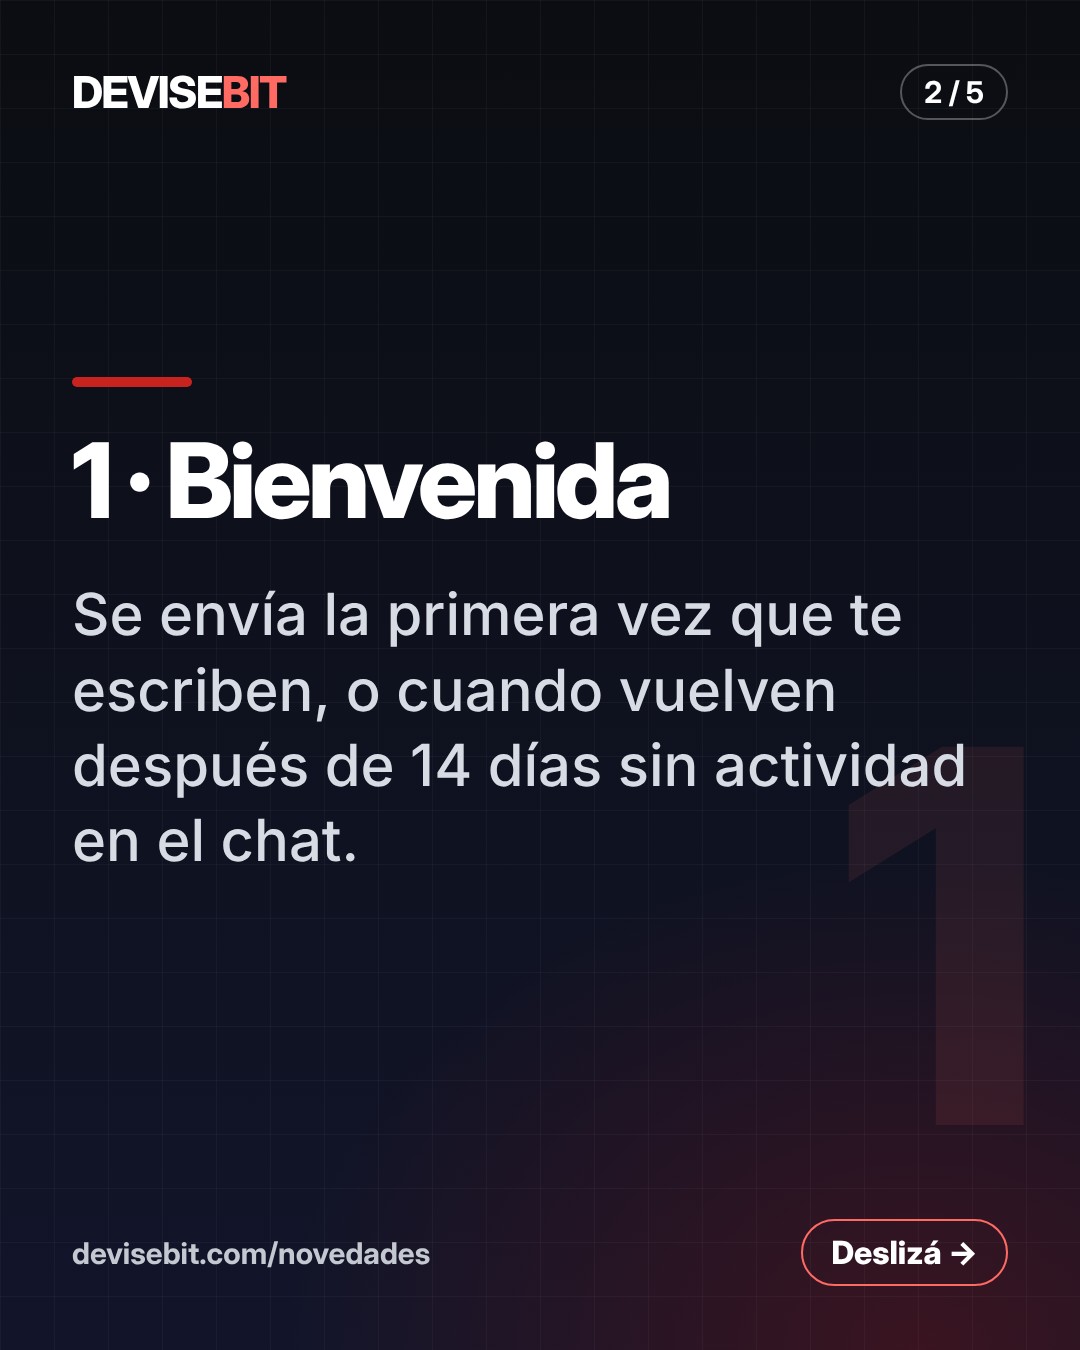 DEVISEBIT
2 / 5
1 · Bienvenida
Se envía la primera vez que te
escriben, o cuando vuelven
después de 14 días sin actividad
en el chat.
1
devisebit.com/novedades
Deslizá →